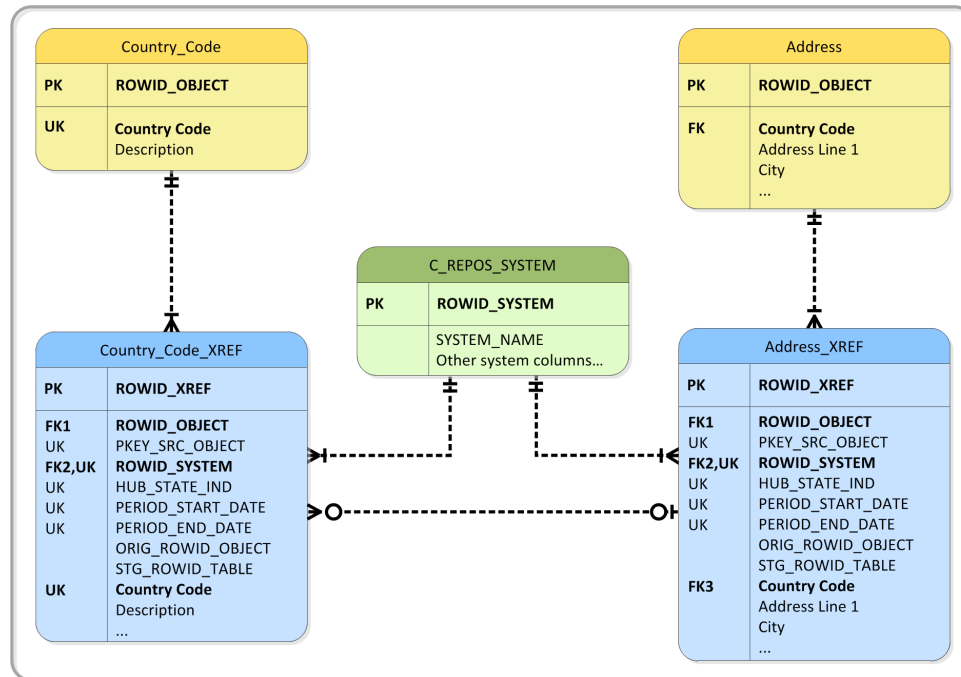 Country_Code
PK ROWID_OBJECT
UK Country Code
Description
Address
PK ROWID_OBJECT
FK Country Code
Address Line 1
City
...
C_REPOS_SYSTEM
PK ROWID_SYSTEM
SYSTEM_NAME
Other system columns...
Country_Code_XREF
PK ROWID_XREF
FK1 ROWID_OBJECT
UK PKEY_SRC_OBJECT
FK2,UK ROWID_SYSTEM
UK HUB_STATE_IND
UK PERIOD_START_DATE
UK PERIOD_END_DATE
ORIG_ROWID_OBJECT
STG_ROWID_TABLE
UK Country Code
Description
...
Address_XREF
PK ROWID_XREF
FK1 ROWID_OBJECT
UK PKEY_SRC_OBJECT
FK2,UK ROWID_SYSTEM
UK HUB_STATE_IND
UK PERIOD_START_DATE
UK PERIOD_END_DATE
ORIG_ROWID_OBJECT
STG_ROWID_TABLE
FK3 Country Code
Address Line 1
City
...